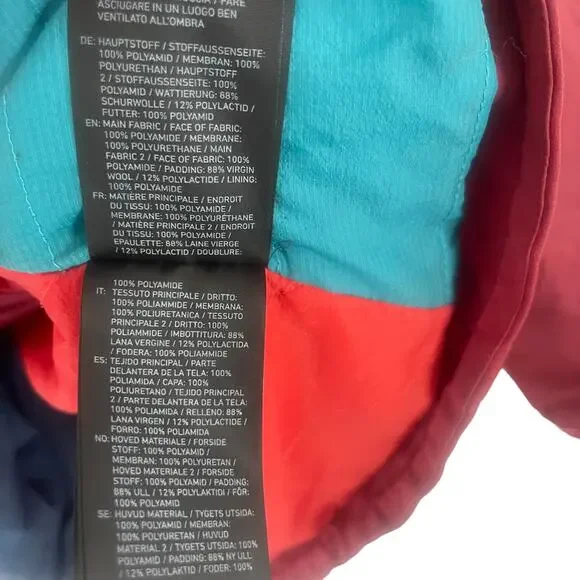 ASCIUGARE IN UN LUOGO BEN
VENTILATO ALL'OMBRA
DE: HAUPTSTOFF / STOFFAUSSENSEITE:
100% POLYAMID / MEMBRAN: 100%
POLYURETHAN / HAUPTSTOFF
2 / STOFFAUSSENSEITE: 100%
POLYAMID / WATTIERUNG: 88%
SCHURWOLLE / 12% POLYLACTID /
FUTTER: 100% POLYAMID
EN: MAIN FABRIC / FACE OF FABRIC:
100% POLYAMIDE / MEMBRANE:
100% POLYURETHANE / MAIN
FABRIC 2 / FACE OF FABRIC: 100%
POLYAMIDE / PADDING: 88% VIRGIN
WOOL / 12% POLYLACTIDE / LINING:
100% POLYAMIDE
FR: MATIÈRE PRINCIPALE / ENDROIT
DU TISSU: 100% POLYAMIDE /
MEMBRANE: 100% POLYURÉTHANE
/ MATIÈRE PRINCIPALE 2 / ENDROIT
DU TISSU: 100% POLYAMIDE /
EPAULETTE: 88% LAINE VIERGE
/ 12% POLYLACTID / DOUBLURE:
100% POLYAMIDE
IT: TESSUTO PRINCIPALE / DRITTO:
100% POLIAMMIDE / MEMBRANA:
100% POLIURETANICA / TESSUTO
PRINCIPALE 2 / DRITTO: 100%
POLIAMMIDE / IMBOTTITURA: 88%
LANA VERGINE / 12% POLYLACTIDE
/ FODERA: 100% POLIAMMIDE
ES: TEJIDO PRINCIPAL / PARTE
DELANTERA DE LA TELA: 100%
POLIAMIDA / CAPA: 100%
POLIURETANO / TEJIDO PRINCIPAL
2 / PARTE DELANTERA DE LA TELA:
100% POLIAMIDA / RELLENO: 88%
LANA VIRGEN / 12% POLYLACTIDE /
FORRO: 100% POLIAMIDA
NO: HOVED MATERIALE / FORSIDE
STOFF: 100% POLYAMID /
MEMBRAN: 100% POLYURETAN /
HOVED MATERIALE 2 / FORSIDE
STOFF: 100% POLYAMID / PADDING:
88% ULL / 12% POLYLAKTIDI / FÖR:
100% POLYAMID
SE: HUVUD MATERIAL / TYGETS UTSIDA:
100% POLYAMID / MEMBRAN:
100% POLYURETAN / HUVUD
MATERIAL 2 / TYGETS UTSIDA: 100%
POLYAMID / PADDING: 88% NY ULL
/ 12% POLYLAKTID / FODER: 100%